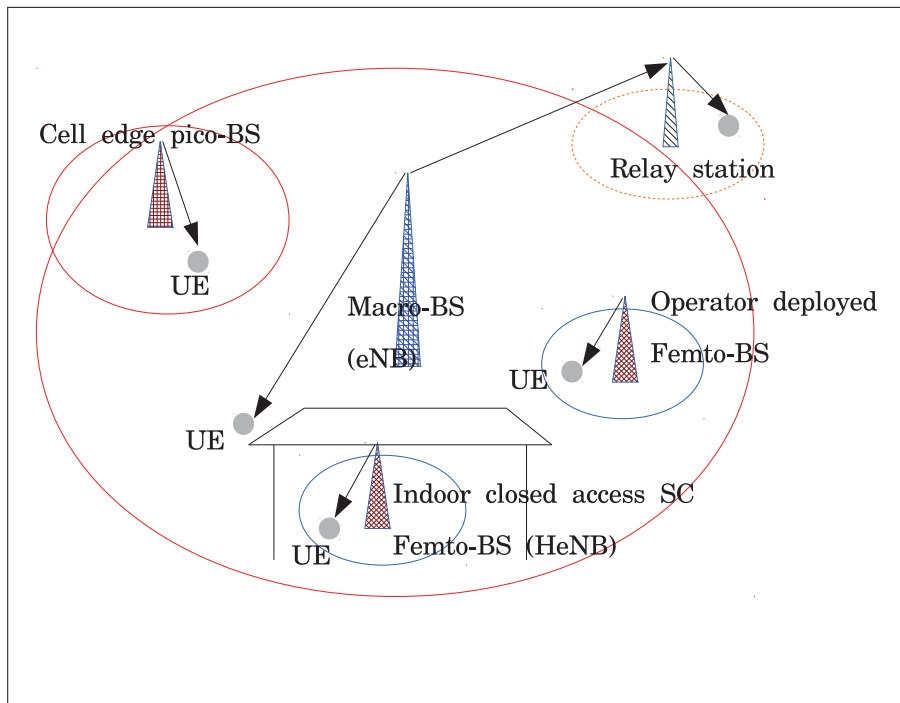 Cell edge pico-BS
UE
Relay station
Macro-BS
(eNB)
Operator deployed
Femto-BS
UE
UE
Indoor closed access SC
Femto-BS (HeNB)
UE